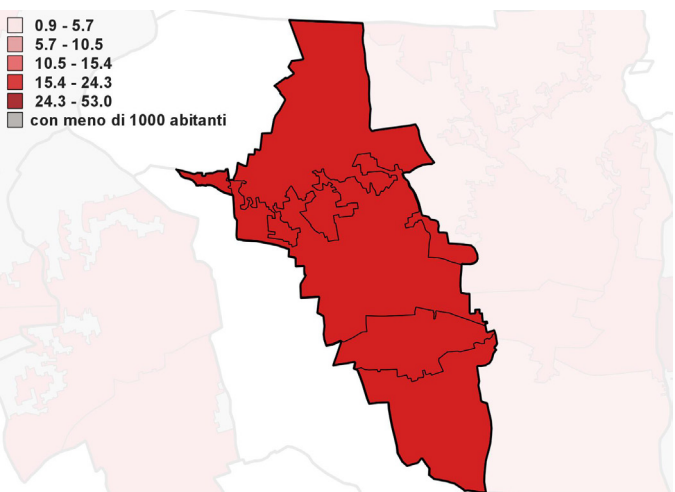 0.9 - 5.7
5.7 - 10.5
10.5 - 15.4
15.4 - 24.3
24.3 - 53.0
con meno di 1000 abitanti